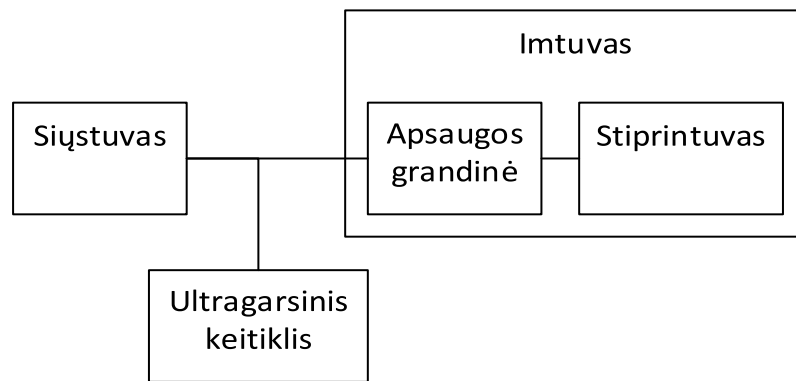 Imtuvas
Siųstuvas
Apsaugos
grandinė
Stiprintuvas
Ultragarsinis
keitiklis